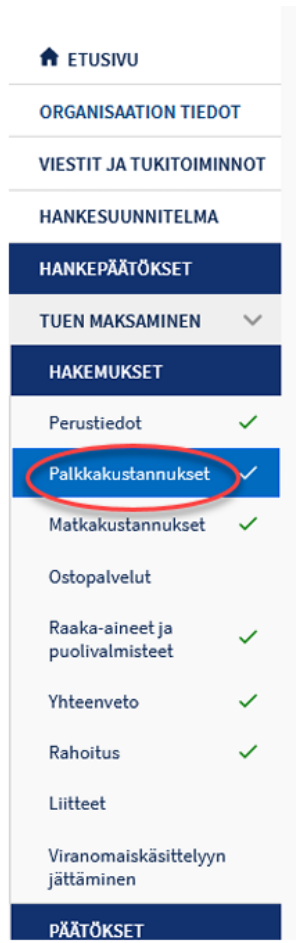 ETUSIVU
ORGANISAATION TIEDOT
VIESTIT JA TUKITOIMINNOT
HANKESUUNNITELMA
HANKEPÄÄTÖKSET
TUEN MAKSAMINEN
HAKEMUKSET
Perustiedot
Palkkakustannukset
Matkakustannukset
Ostopalvelut
Raaka-aineet ja
puolivalmisteet
Yhteenveto
Rahoitus
Liitteet
Viranomaiskäsittelyyn
jättäminen
PÄÄTÖKSET